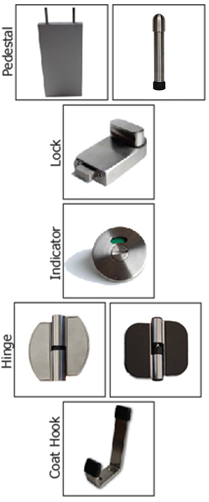 Pedestal
Lock
Indicator
Hinge
Coat Hook